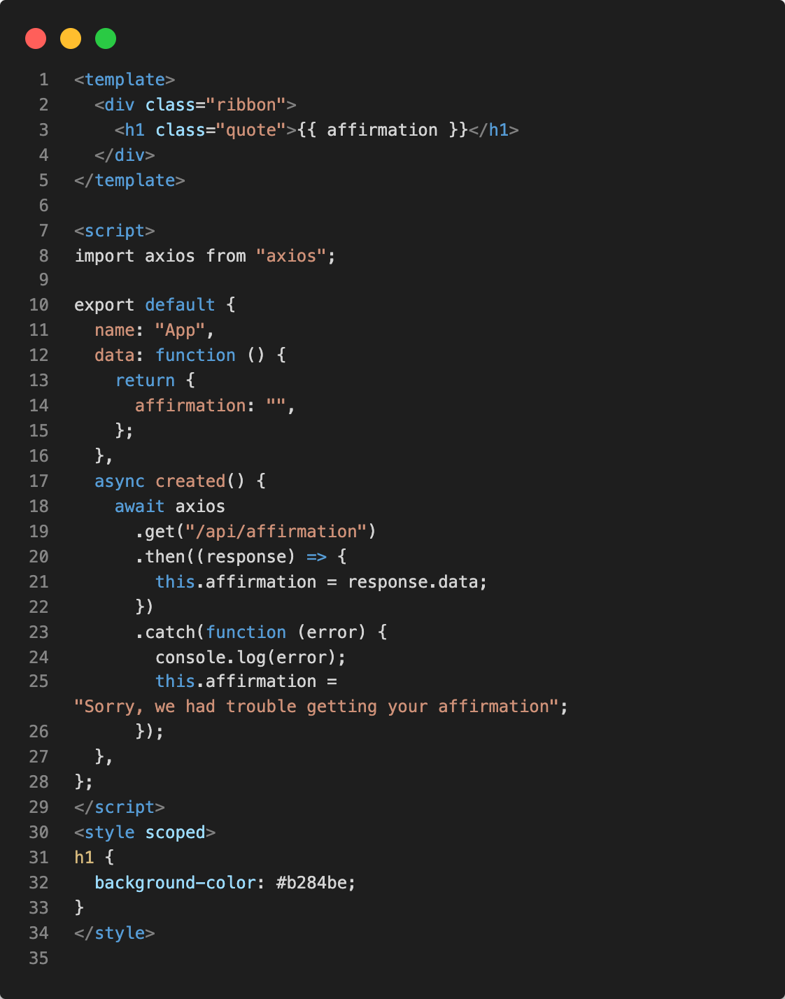 1 <template>
2   <div class="ribbon">
3     <h1 class="quote">{{ affirmation }}</h1>
4   </div>
5 </template>
6
7 <script>
8 import axios from "axios";
9
10 export default {
11   name: "App",
12   data: function () {
13     return {
14       affirmation: "",
15     };
16   },
17   async created() {
18     await axios
19       .get("/api/affirmation")
20       .then((response) => {
21         this.affirmation = response.data;
22       })
23       .catch(function (error) {
24         console.log(error);
25         this.affirmation =
"Sorry, we had trouble getting your affirmation";
26       });
27   },
28 };
29 </script>
30 <style scoped>
31 h1 {
32   background-color: #b284be;
33 }
34 </style>
35